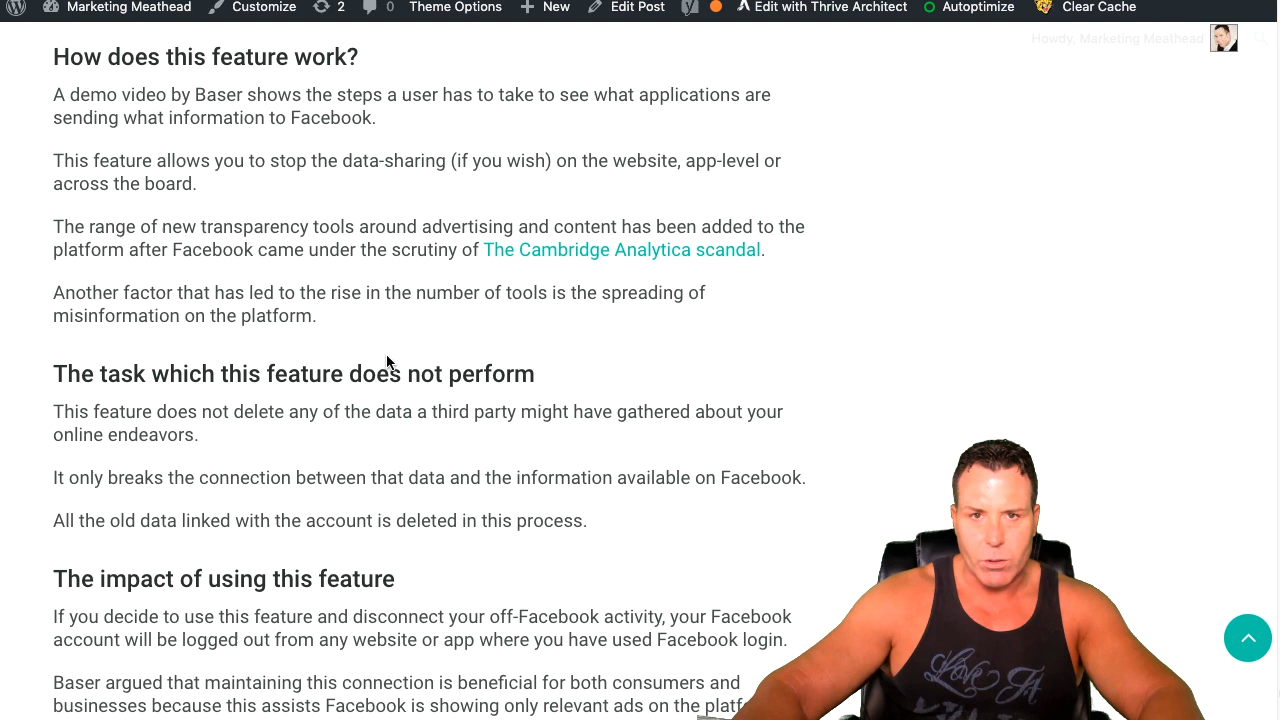 Marketing Meathead Customize 2 0 Theme Options New Edit Post Edit with Thrive Architect Autoptimize Clear Cache
Howdy, Marketing Meathead
How does this feature work?
A demo video by Baser shows the steps a user has to take to see what applications are
sending what information to Facebook.
This feature allows you to stop the data-sharing (if you wish) on the website, app-level or
across the board.
The range of new transparency tools around advertising and content has been added to the
platform after Facebook came under the scrutiny of The Cambridge Analytica scandal.
Another factor that has led to the rise in the number of tools is the spreading of
misinformation on the platform.
The task which this feature does not perform
This feature does not delete any of the data a third party might have gathered about your
online endeavors.
It only breaks the connection between that data and the information available on Facebook.
All the old data linked with the account is deleted in this process.
The impact of using this feature
If you decide to use this feature and disconnect your off-Facebook activity, your Facebook
account will be logged out from any website or app where you have used Facebook login.
Baser argued that maintaining this connection is beneficial for both consumers and
businesses because this assists Facebook is showing only relevant ads on the
Love